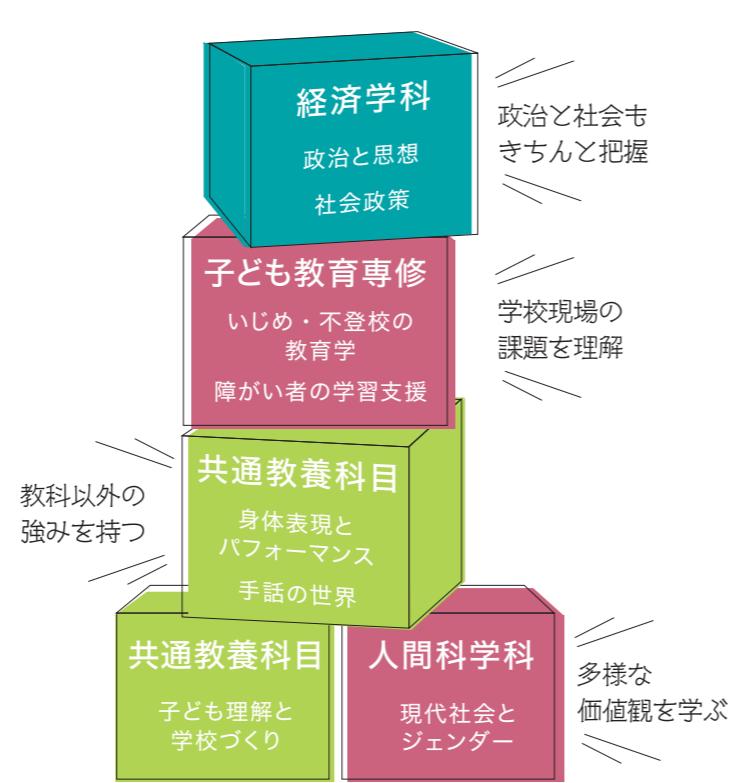 経済学科
政治と思想
社会政策
政治と社会も
きちんと把握
子ども教育専修
いじめ・不登校の
教育学
障がい者の学習支援
学校現場の
課題を理解
共通教養科目
身体表現と
パフォーマンス
手話の世界
教科以外の
強みを持つ
共通教養科目
子ども理解と
学校づくり
人間科学科
現代社会と
ジェンダー
多様な
価値観を学ぶ